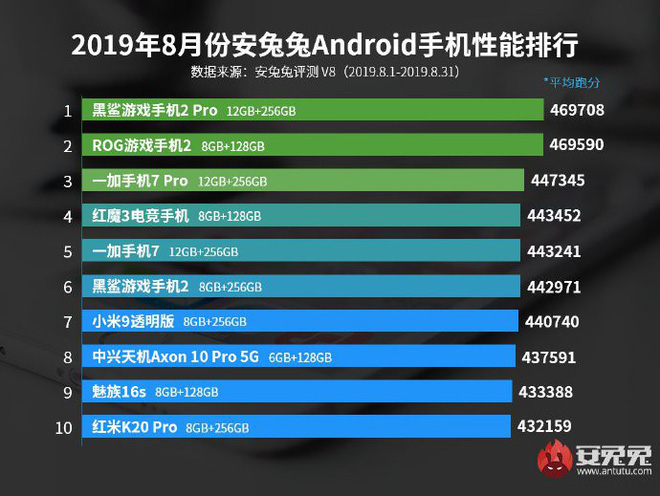 2019年8月份安兔兔Android手机性能排行
数据来源：安兔兔评测 V8（2019.8.1-2019.8.31）
*平均跑分
1 黑鲨游戏手机2 Pro 12GB+256GB 469708
2 ROG游戏手机2 8GB+128GB 469590
3 一加手机7 Pro 12GB+256GB 447345
4 红魔3电竞手机 8GB+128GB 443452
5 一加手机7 12GB+256GB 443241
6 黑鲨游戏手机2 8GB+256GB 442971
7 小米9透明版 8GB+256GB 440740
8 中兴天机Axon 10 Pro 5G 6GB+128GB 437591
9 魅族16s 8GB+128GB 433388
10 红米K20 Pro 8GB+256GB 432159
安兔兔
www.antutu.com